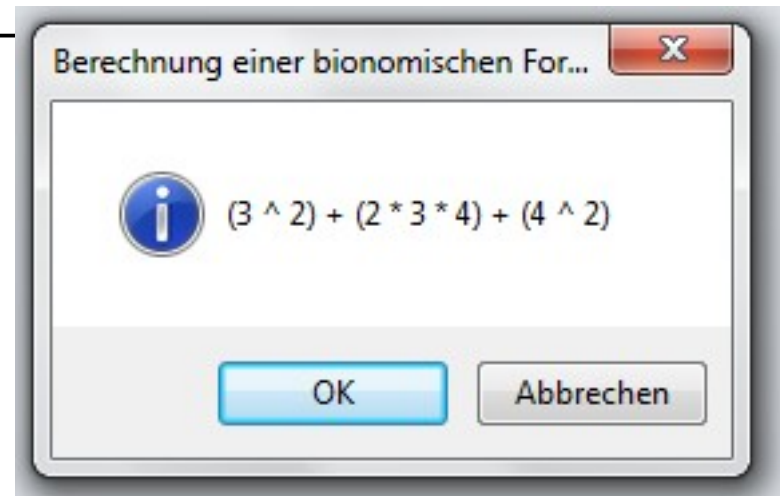 Berechnung einer bionomischen For...
(3 ^ 2) + (2 * 3 * 4) + (4 ^ 2)
OK Abbrechen